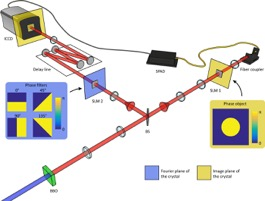 ICCD
Delay line
SPAD
Fiber coupler
SLM 2
SLM 1
Phase filters
0° 45°
90° 135°
Phase object
BS
BBO
Fourier plane of
the crystal
Image plane of
the crystal